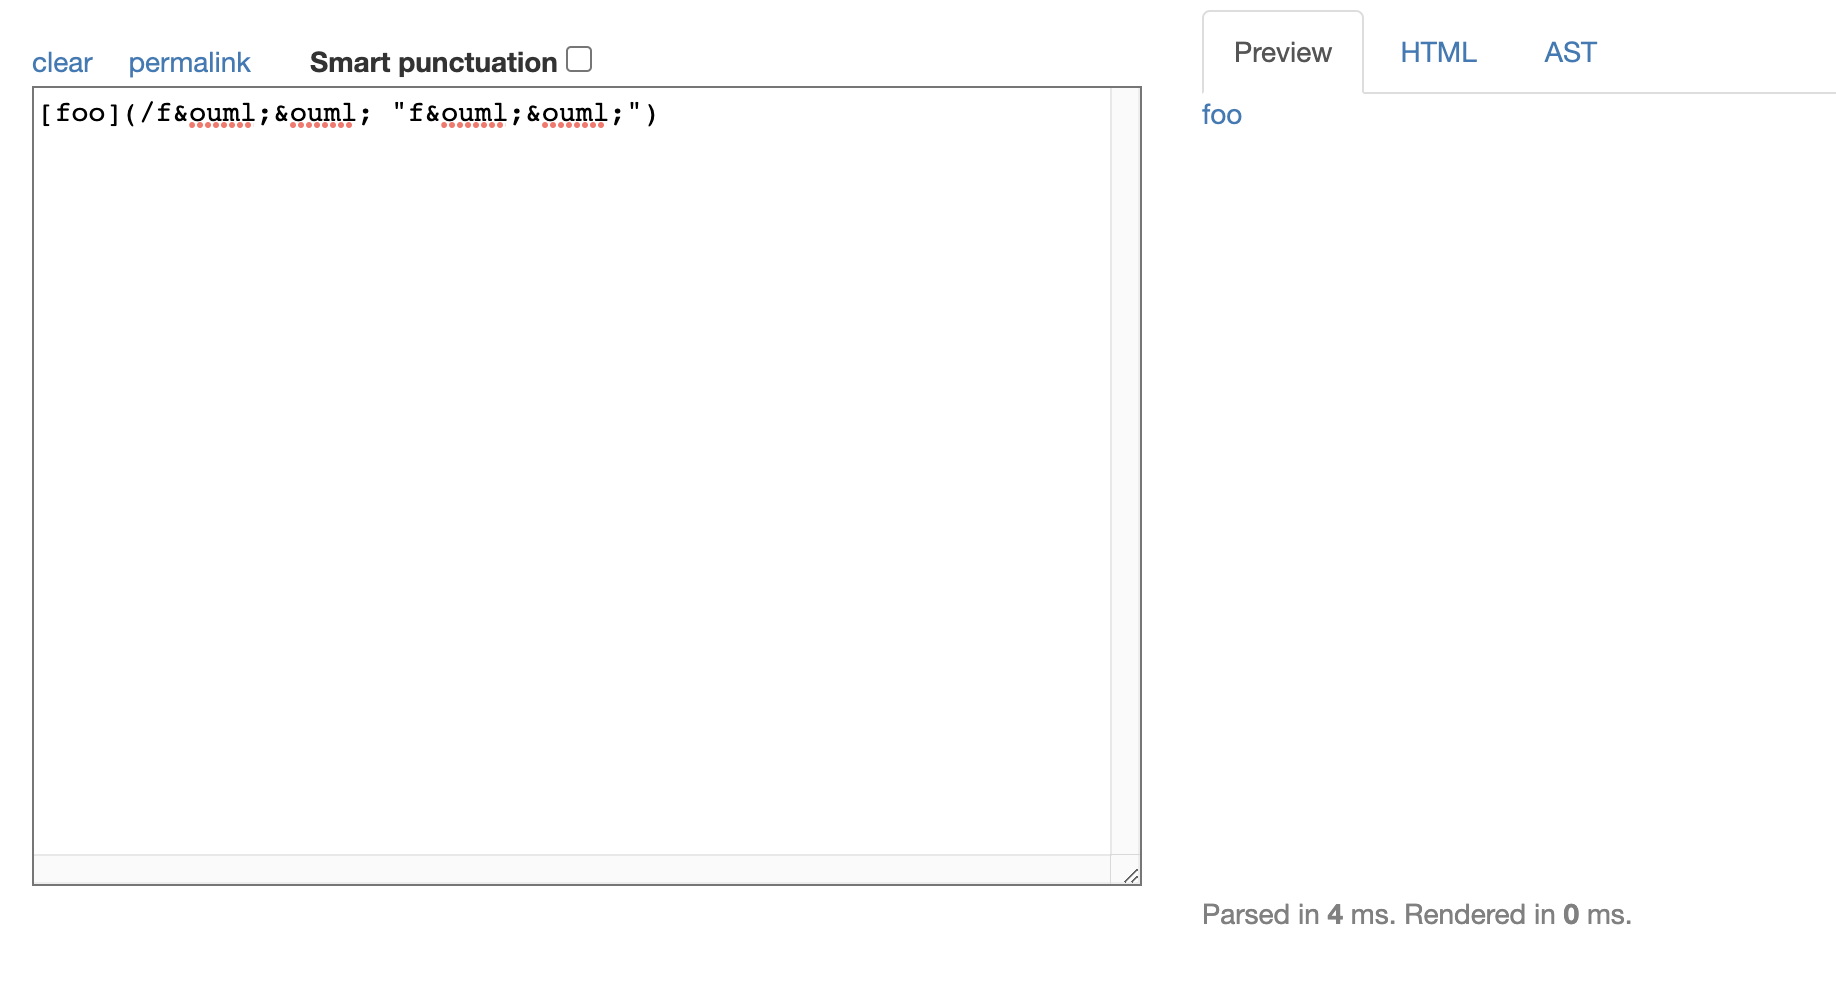 clear permalink Smart punctuation
[foo](/f&ouml;&ouml; "f&ouml;&ouml;")
Preview HTML AST
foo
Parsed in 4 ms. Rendered in 0 ms.